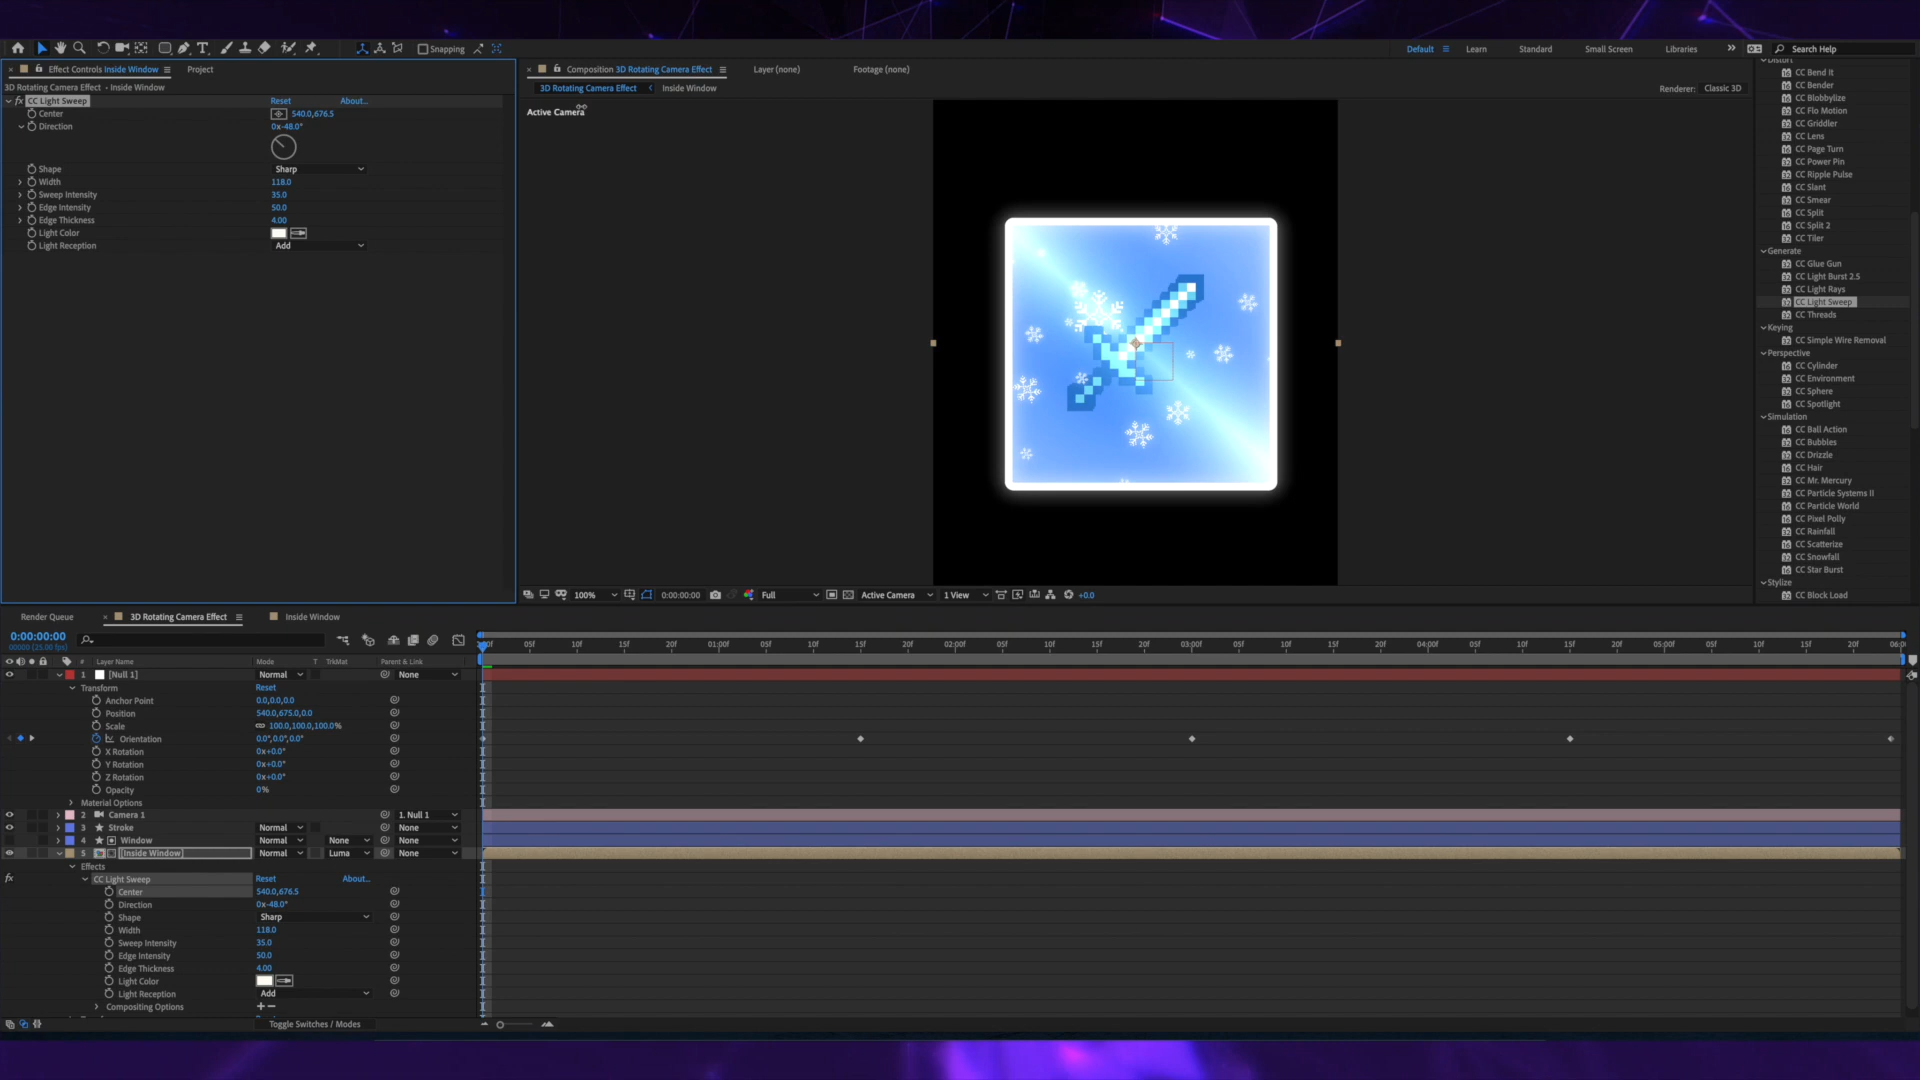 Snapping
Default
Learn
Standard
Small Screen
Libraries
Search Help
Effect Controls Inside Window
Project
3D Rotating Camera Effect • Inside Window
CC Light Sweep Reset About...
Center 540.0,676.5
Direction 0x-48.0°
Shape Sharp
Width 118.0
Sweep Intensity 35.0
Edge Intensity 50.0
Edge Thickness 4.00
Light Color
Light Reception Add
Composition 3D Rotating Camera Effect
Layer (none)
Footage (none)
3D Rotating Camera Effect
Inside Window
Renderer: Classic 3D
Active Camera
100%
0:00:00:00
Full
Active Camera
1 View
+0.0
Distort
CC Bend It
CC Bender
CC Blobbylize
CC Flo Motion
CC Griddler
CC Lens
CC Page Turn
CC Power Pin
CC Ripple Pulse
CC Slant
CC Smear
CC Split
CC Split 2
CC Tiler
Generate
CC Glue Gun
CC Light Burst 2.5
CC Light Rays
CC Light Sweep
CC Threads
Keying
CC Simple Wire Removal
Perspective
CC Cylinder
CC Environment
CC Sphere
CC Spotlight
Simulation
CC Ball Action
CC Bubbles
CC Drizzle
CC Hair
CC Mr. Mercury
CC Particle Systems II
CC Particle World
CC Pixel Polly
CC Rainfall
CC Scatterize
CC Snowfall
CC Star Burst
Stylize
CC Block Load
Render Queue
3D Rotating Camera Effect
Inside Window
0:00:00:00
00000 (25.00 fps)
05f 10f 15f 20f 01:00f 05f 10f 15f 20f 02:00f 05f 10f 15f 20f 03:00f 05f 10f 15f 20f 04:00f 05f 10f 15f 20f 05:00f 05f 10f 15f 20f
# Layer Name Mode T TrkMat Parent & Link
1 [Null 1] Normal None
Transform Reset
Anchor Point 0.0,0.0,0.0
Position 540.0,675.0,0.0
Scale 100.0,100.0,100.0%
Orientation 0.0°,0.0°,0.0°
X Rotation 0x+0.0°
Y Rotation 0x+0.0°
Z Rotation 0x+0.0°
Opacity 0%
Material Options
2 Camera 1 1. Null 1
3 Stroke Normal None
4 Window Normal None None
5 [Inside Window] Normal Luma None
Effects
CC Light Sweep Reset About...
Center 540.0,676.5
Direction 0x-48.0°
Shape Sharp
Width 118.0
Sweep Intensity 35.0
Edge Intensity 50.0
Edge Thickness 4.00
Light Color
Light Reception Add
Compositing Options + –
Toggle Switches / Modes